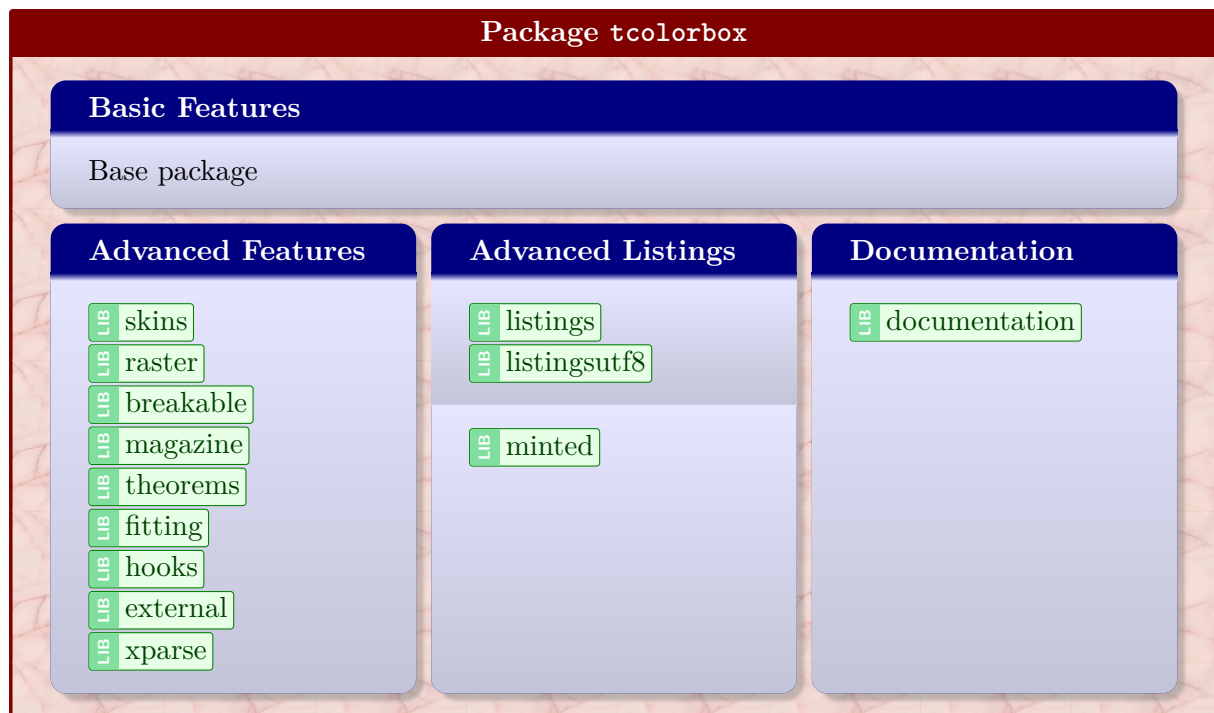 Package tcolorbox
Basic Features
Base package
Advanced Features
LIB skins
LIB raster
LIB breakable
LIB magazine
LIB theorems
LIB fitting
LIB hooks
LIB external
LIB xparse
Advanced Listings
LIB listings
LIB listingsutf8
LIB minted
Documentation
LIB documentation